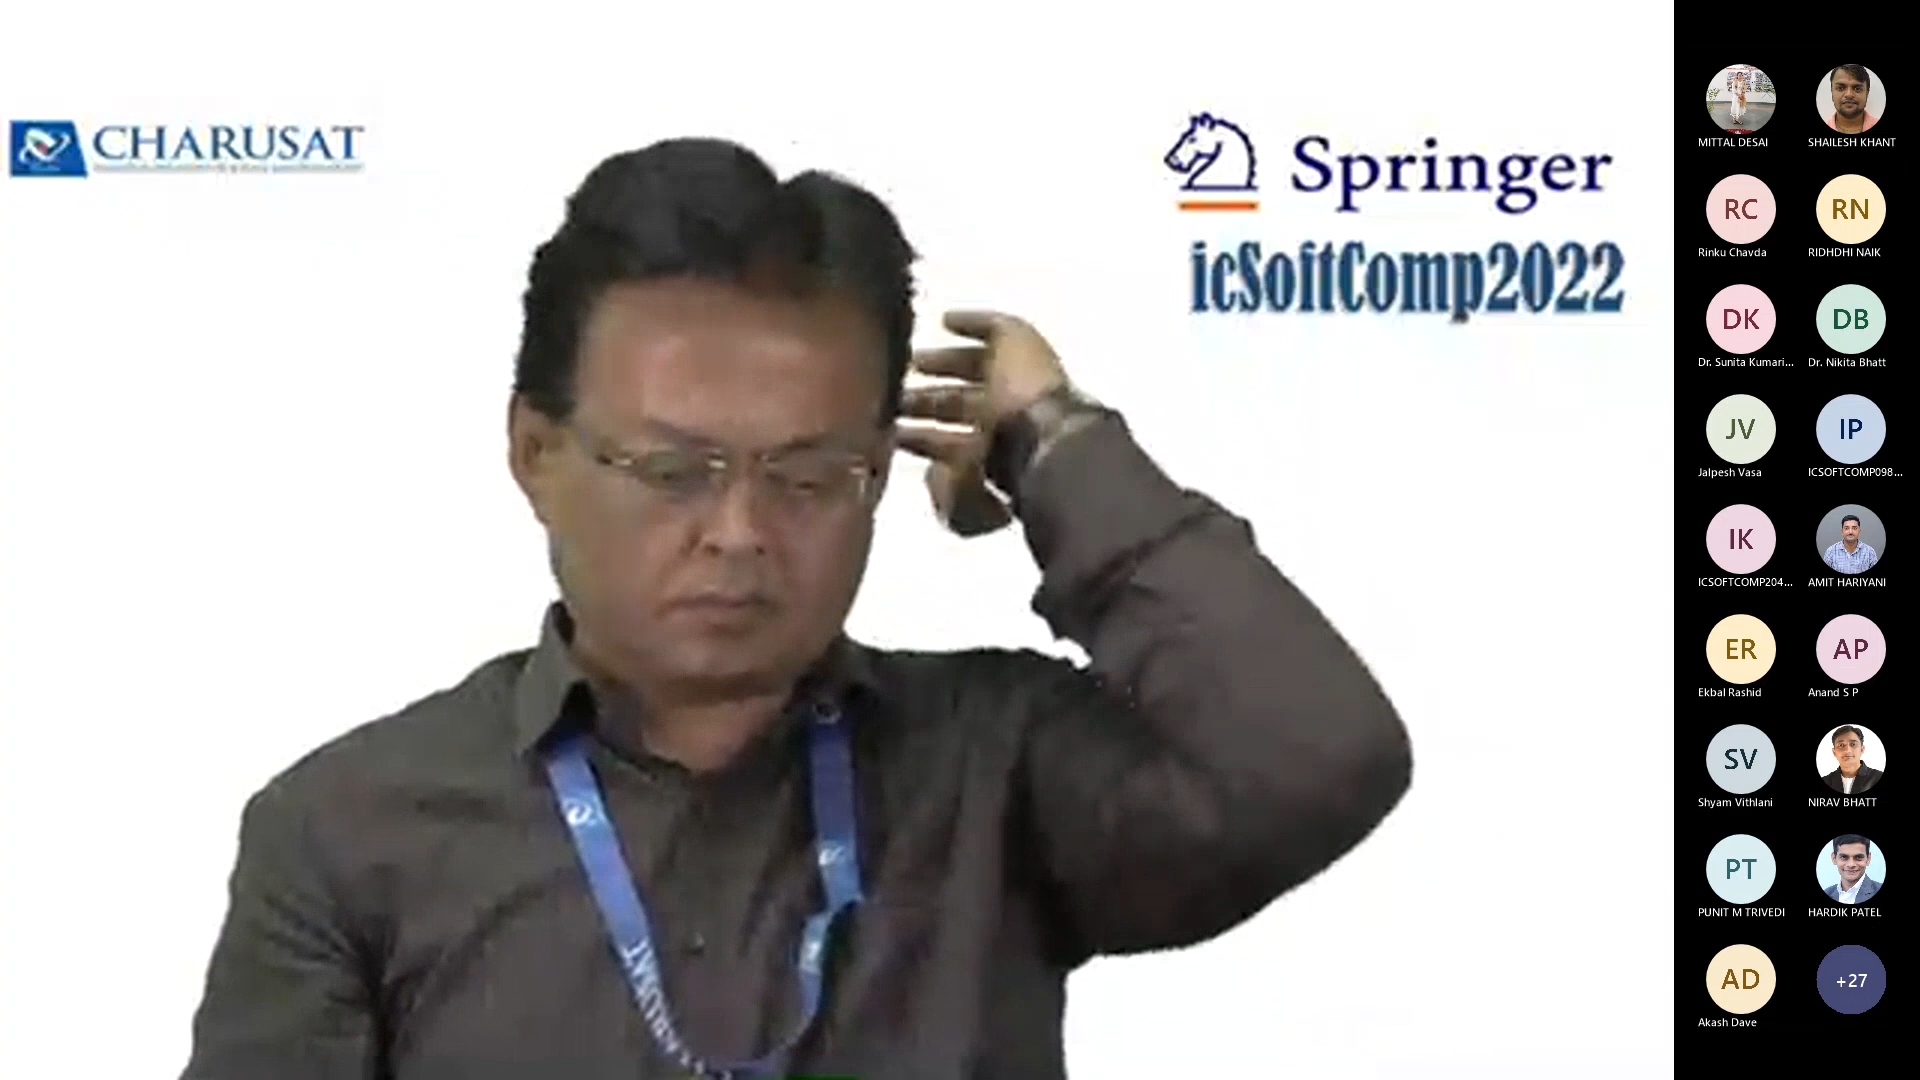 CHARUSAT
Springer
icSoftComp2022
CHARUSAT
MITTAL DESAI
SHAILESH KHANT
RC
RN
Rinku Chavda
RIDHDHI NAIK
DK
DB
Dr. Sunita Kumari...
Dr. Nikita Bhatt
JV
IP
Jalpesh Vasa
ICSOFTCOMP098...
IK
ICSOFTCOMP204...
AMIT HARIYANI
ER
AP
Ekbal Rashid
Anand S P
SV
Shyam Vithlani
NIRAV BHATT
PT
PUNIT M TRIVEDI
HARDIK PATEL
AD
+27
Akash Dave